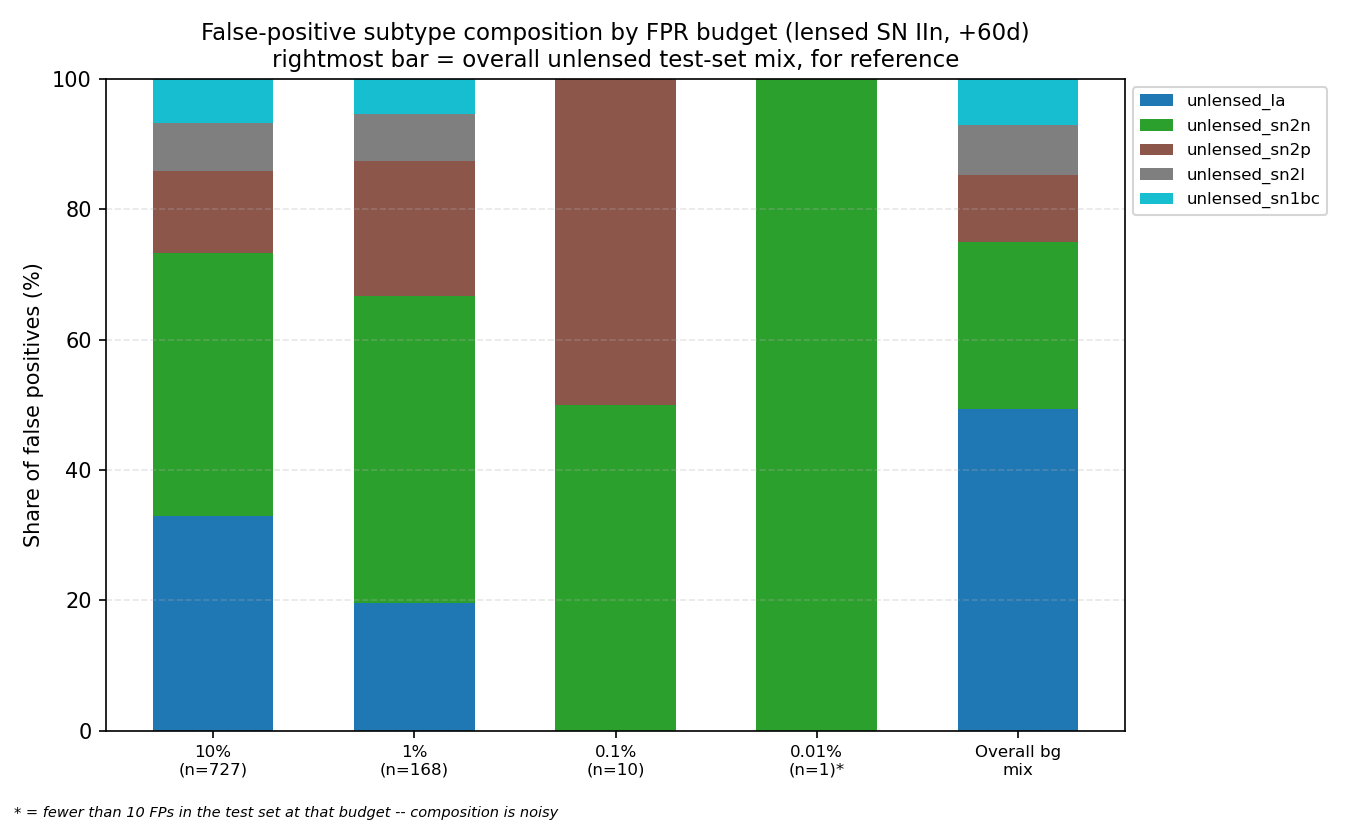 False-positive subtype composition by FPR budget (lensed SN IIn, +60d)
rightmost bar = overall unlensed test-set mix, for reference
Share of false positives (%)
100
80
60
40
20
0
10%
(n=727)
1%
(n=168)
0.1%
(n=10)
0.01%
(n=1)*
Overall bg
mix
unlensed_Ia
unlensed_sn2n
unlensed_sn2p
unlensed_sn2l
unlensed_sn1bc
* = fewer than 10 FPs in the test set at that budget -- composition is noisy